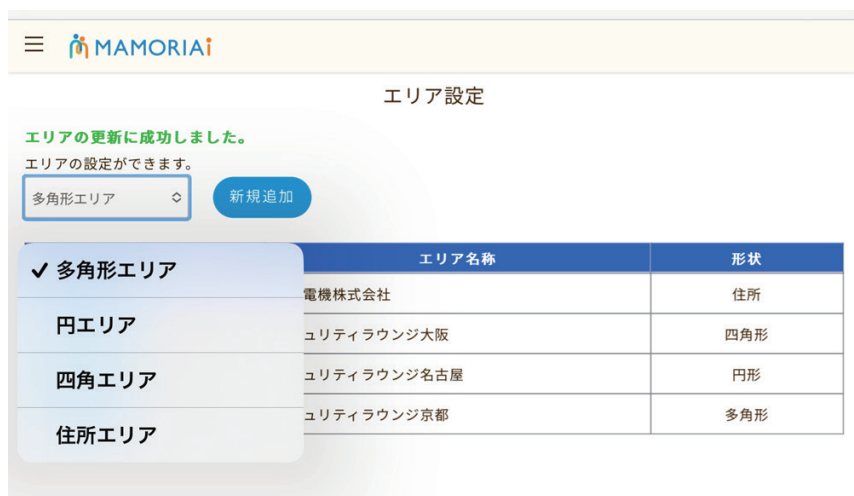 MAMORIAi
エリア設定
エリアの更新に成功しました。
エリアの設定ができます。
多角形エリア
新規追加
エリア名称 形状
多角形エリア
円エリア
四角エリア
住所エリア
電機株式会社 住所
ュリティラウンジ大阪 四角形
ュリティラウンジ名古屋 円形
ュリティラウンジ京都 多角形